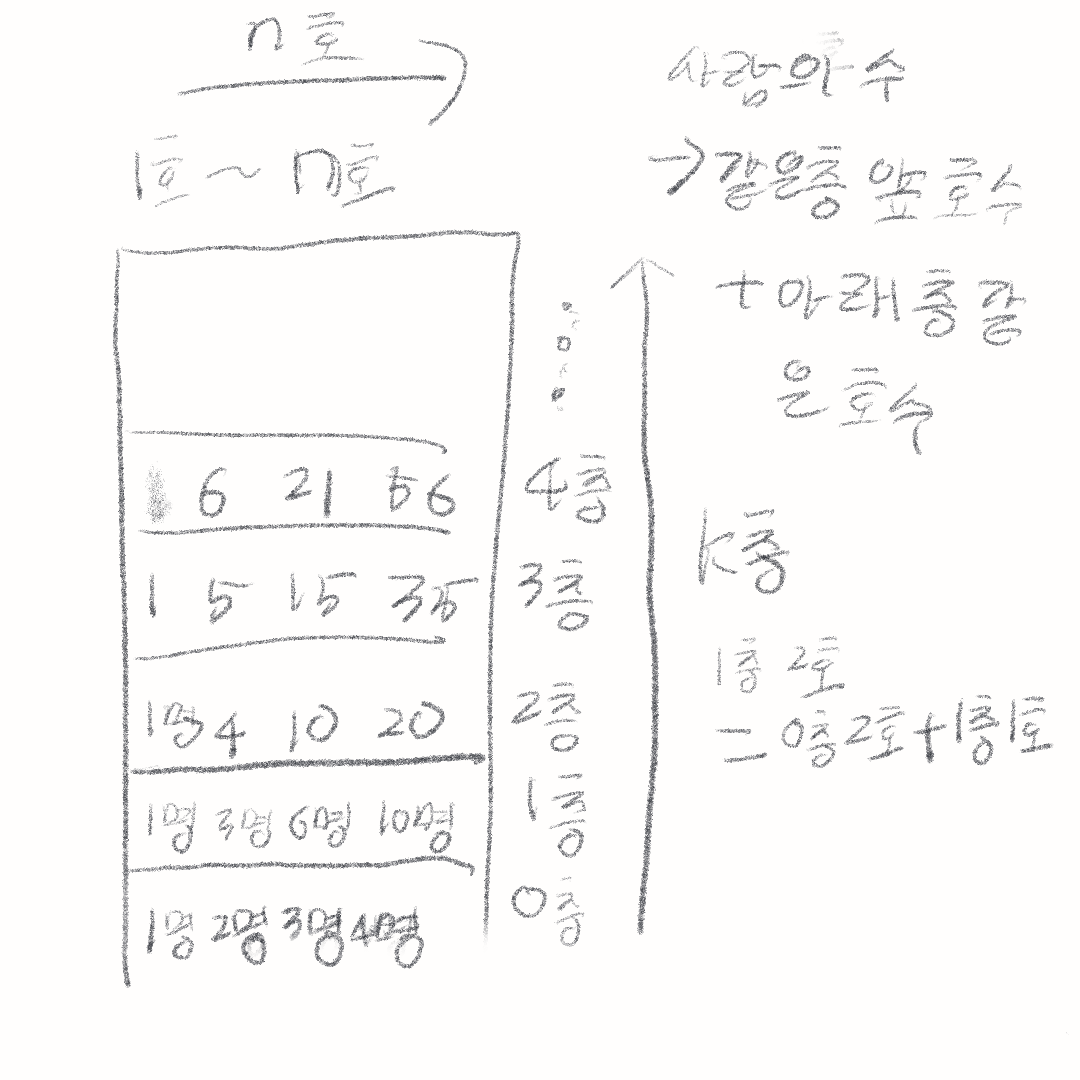 n호
1호 ~ n호
사람의 수
→ 같은층 앞호수
+ 아래층 같
은 호수
1 6 21 56 4층
1 5 15 35 3층
1명 4 10 20 2층
1명 3명 6명 10명 1층
1명 2명 3명 4명 0층
k층
1층 2호
= 0층 2호 + 1층 1호